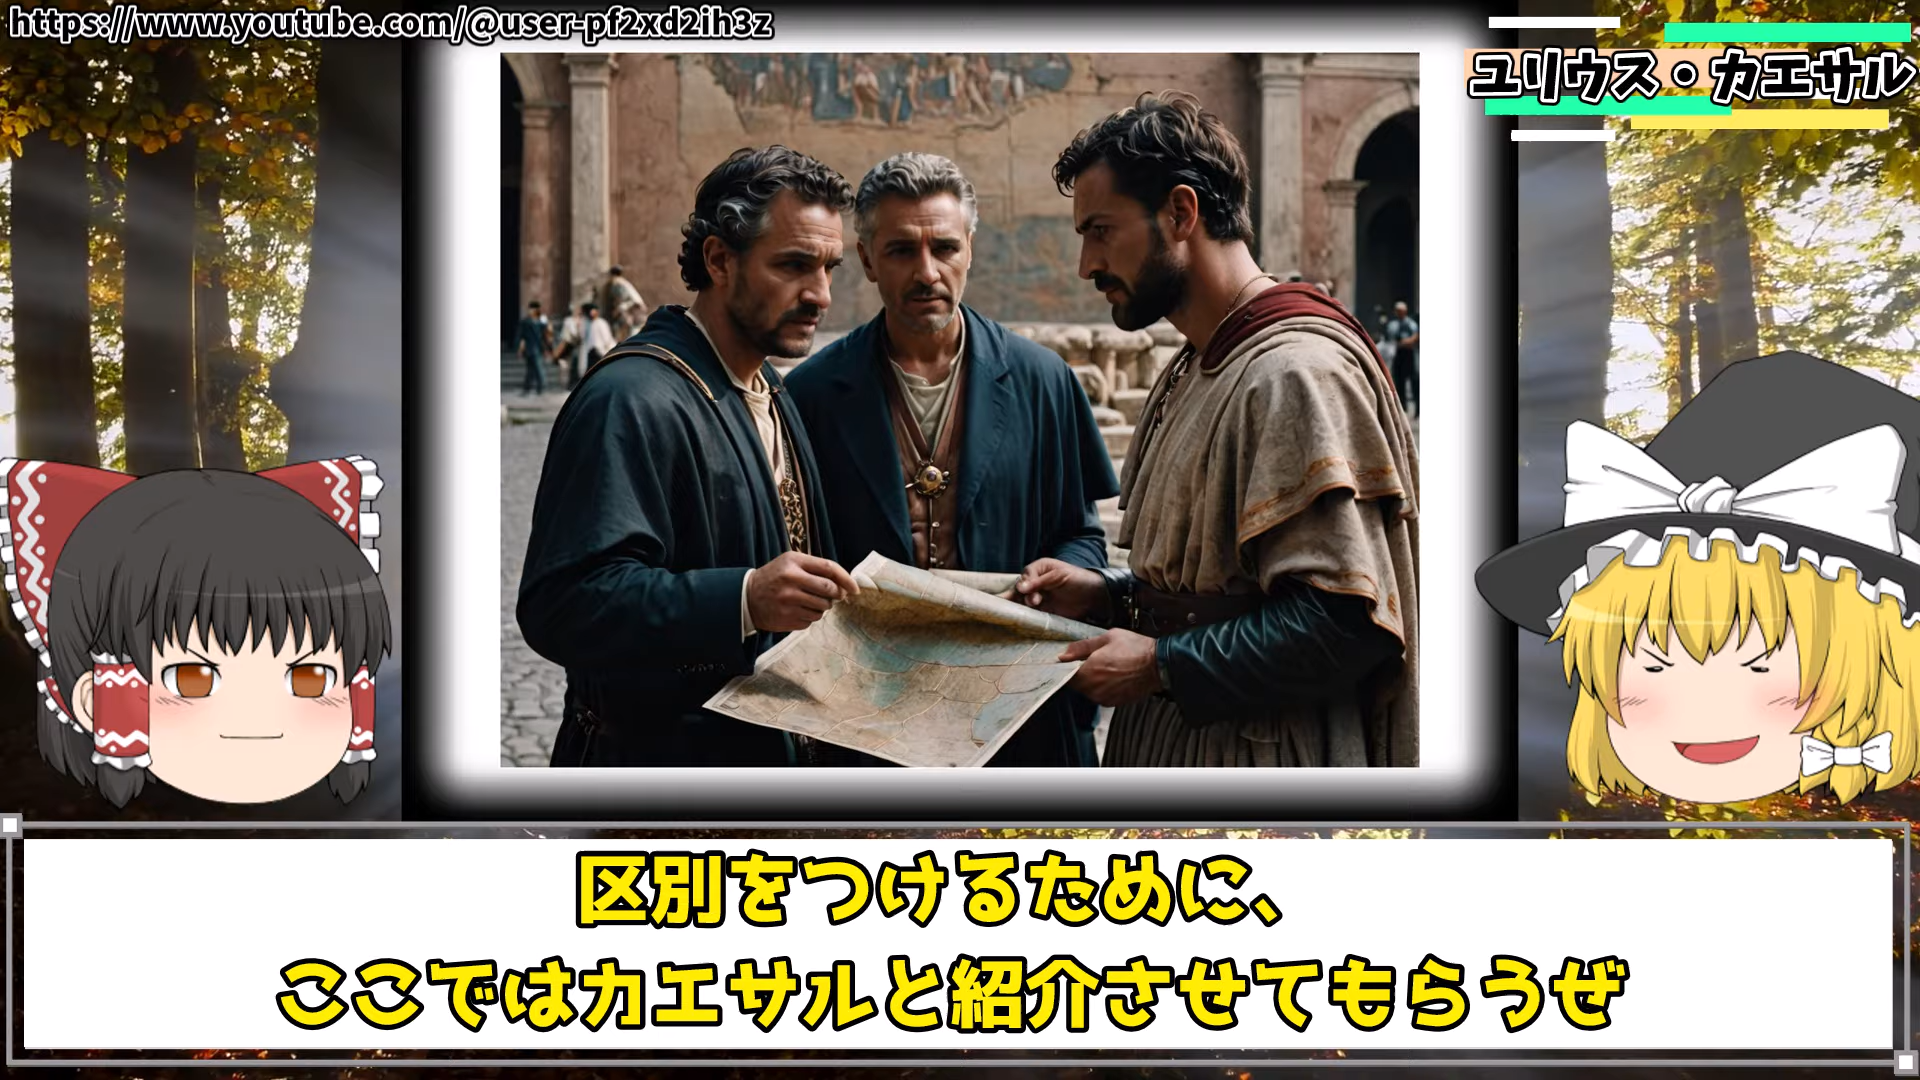 https://www.youtube.com/@user-pf2xd2ih3z
ユリウス・カエサル
区別をつけるために、
ここではカエサルと紹介させてもらうぜ